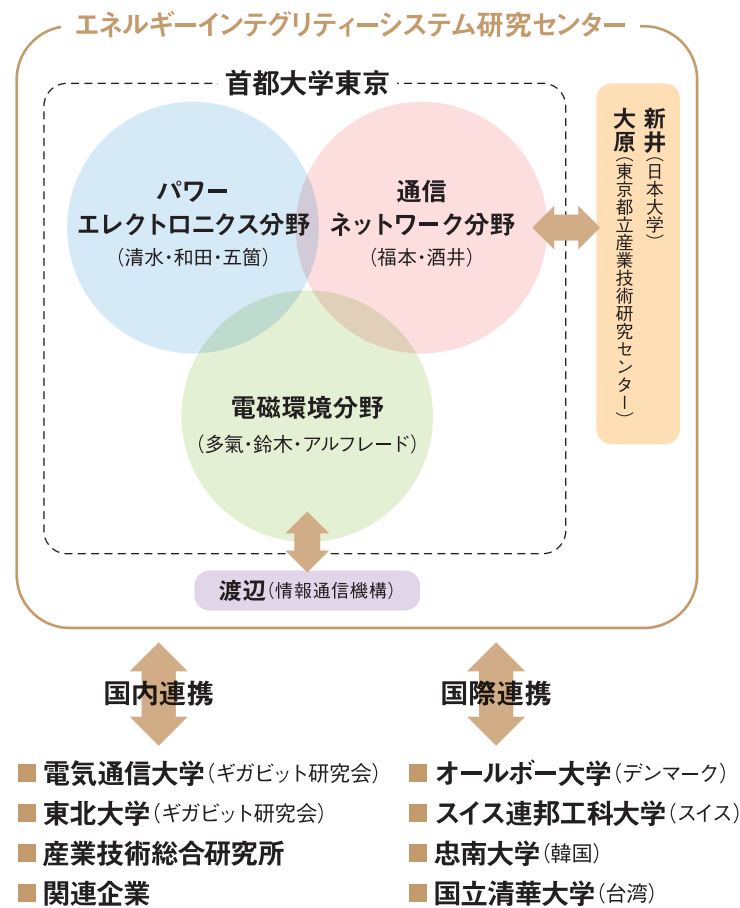 エネルギーインテグリティーシステム研究センター
首都大学東京
パワー
エレクトロニクス分野
（清水・和田・五箇）
通信
ネットワーク分野
（福本・酒井）
電磁環境分野
（多氣・鈴木・アルフレード）
新井（日本大学）
大原（東京都立産業技術研究センター）
渡辺（情報通信機構）
国内連携
電気通信大学（ギガビット研究会）
東北大学（ギガビット研究会）
産業技術総合研究所
関連企業
国際連携
オールボー大学（デンマーク）
スイス連邦工科大学（スイス）
忠南大学（韓国）
国立清華大学（台湾）